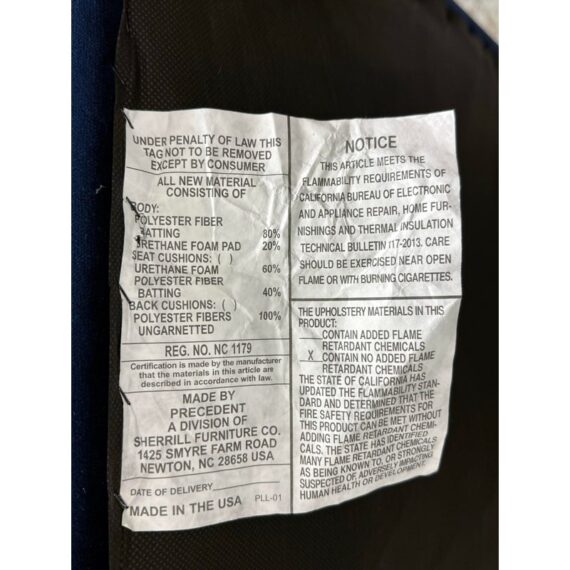 UNDER PENALTY OF LAW THIS
TAG NOT TO BE REMOVED
EXCEPT BY CONSUMER
ALL NEW MATERIAL
CONSISTING OF
BODY:
POLYESTER FIBER
BATTING 80%
URETHANE FOAM PAD 20%
SEAT CUSHIONS: ( )
URETHANE FOAM 60%
POLYESTER FIBER
BATTING 40%
BACK CUSHIONS: ( )
POLYESTER FIBERS 100%
UNGARNETTED
REG. NO. NC 1179
Certification is made by the manufacturer
that the materials in this article are
described in accordance with law.
MADE BY
PRECEDENT
A DIVISION OF
SHERRILL FURNITURE CO.
1425 SMYRE FARM ROAD
NEWTON, NC 28658 USA
DATE OF DELIVERY
MADE IN THE USA PLL-01
NOTICE
THIS ARTICLE MEETS THE
FLAMMABILITY REQUIREMENTS OF
CALIFORNIA BUREAU OF ELECTRONIC
AND APPLIANCE REPAIR, HOME FUR-
NISHINGS AND THERMAL INSULATION
TECHNICAL BULLETIN 117-2013. CARE
SHOULD BE EXERCISED NEAR OPEN
FLAME OR WITH BURNING CIGARETTES.
THE UPHOLSTERY MATERIALS IN THIS
PRODUCT:
CONTAIN ADDED FLAME
RETARDANT CHEMICALS
X CONTAIN NO ADDED FLAME
RETARDANT CHEMICALS
THE STATE OF CALIFORNIA HAS
UPDATED THE FLAMMABILITY STAN-
DARD AND DETERMINED THAT THE
FIRE SAFETY REQUIREMENTS FOR
THIS PRODUCT CAN BE MET WITHOUT
ADDING FLAME RETARDANT CHEMI-
CALS. THE STATE HAS IDENTIFIED
MANY FLAME RETARDANT CHEMICALS
AS BEING KNOWN TO, OR STRONGLY
SUSPECTED OF ADVERSELY IMPACTING
HUMAN HEALTH OR DEVELOPMENT.